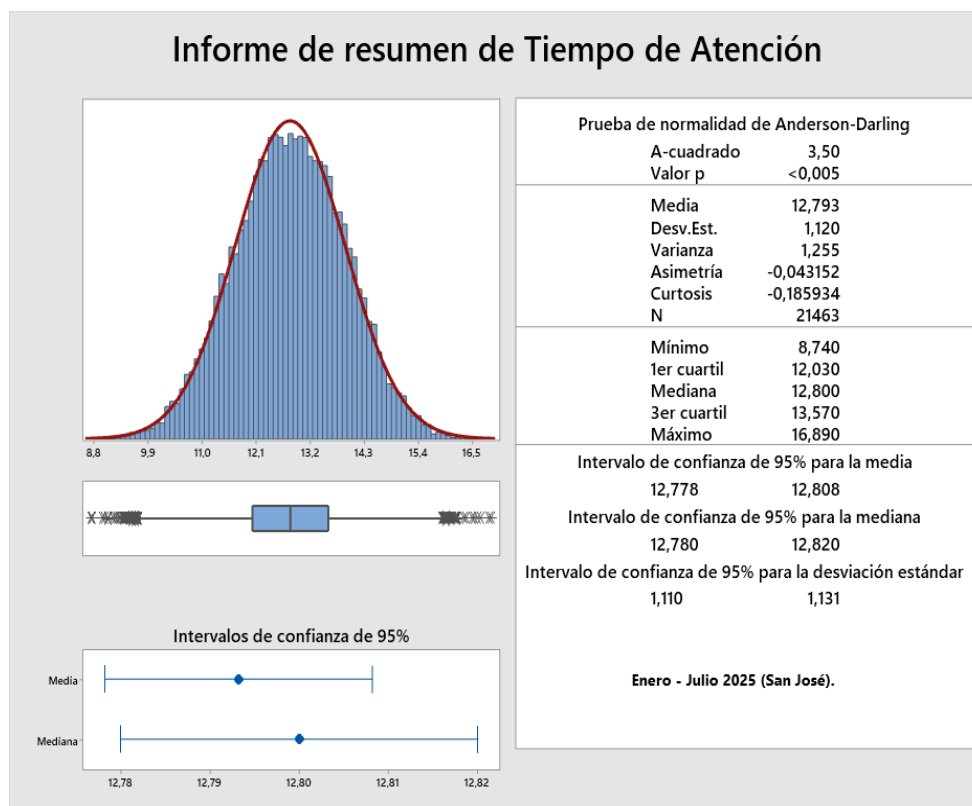 Informe de resumen de Tiempo de Atención
8,8 9,9 11,0 12,1 13,2 14,3 15,4 16,5
Intervalos de confianza de 95%
Media
Mediana
12,78 12,79 12,80 12,81 12,82
Prueba de normalidad de Anderson-Darling
A-cuadrado 3,50
Valor p <0,005
Media 12,793
Desv.Est. 1,120
Varianza 1,255
Asimetría -0,043152
Curtosis -0,185934
N 21463
Mínimo 8,740
1er cuartil 12,030
Mediana 12,800
3er cuartil 13,570
Máximo 16,890
Intervalo de confianza de 95% para la media
12,778 12,808
Intervalo de confianza de 95% para la mediana
12,780 12,820
Intervalo de confianza de 95% para la desviación estándar
1,110 1,131
Enero - Julio 2025 (San José).